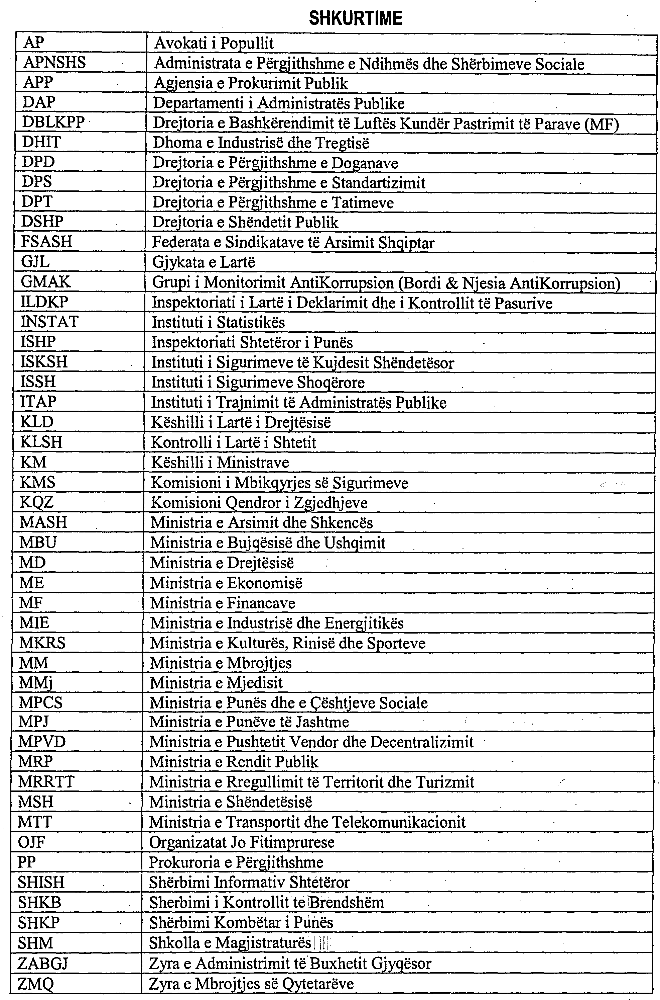 SHKURTIME
AP Avokati i Popullit
APNSHS Administrata e Përgjithshme e Ndihmës dhe Shërbimeve Sociale
APP Agjensia e Prokurimit Publik
DAP Departamenti i Administratës Publike
DBLKPP Drejtoria e Bashkërendimit të Luftës Kundër Pastrimit të Parave (MF)
DHIT Dhoma e Industrisë dhe Tregtisë
DPD Drejtoria e Përgjithshme e Doganave
DPS Drejtoria e Përgjithshme e Standartizimit
DPT Drejtoria e Përgjithshme e Tatimeve
DSHP Drejtoria e Shëndetit Publik
FSASH Federata e Sindikatave të Arsimit Shqiptar
GJL Gjykata e Lartë
GMAK Grupi i Monitorimit AntiKorrupsion (Bordi & Njesia AntiKorrupsion)
ILDKP Inspektoriati i Lartë i Deklarimit dhe i Kontrollit të Pasurive
INSTAT Instituti i Statistikës
ISHP Inspektoriati Shtetëror i Punës
ISKSH Instituti i Sigurimeve të Kujdesit Shëndetësor
ISSH Instituti i Sigurimeve Shoqërore
ITAP Instituti i Trajnimit të Administratës Publike
KLD Këshilli i Lartë i Drejtësisë
KLSH Kontrolli i Lartë i Shtetit
KM Këshilli i Ministrave
KMS Komisioni i Mbikqyrjes së Sigurimeve
KQZ Komisioni Qendror i Zgjedhjeve
MASH Ministria e Arsimit dhe Shkencës
MBU Ministria e Bujqësisë dhe Ushqimit
MD Ministria e Drejtësisë
ME Ministria e Ekonomisë
MF Ministria e Financave
MIE Ministria e Industrisë dhe Energjitikës
MKRS Ministria e Kulturës, Rinisë dhe Sporteve
MM Ministria e Mbrojtjes
MMj Ministria e Mjedisit
MPCS Ministria e Punës dhe e Çështjeve Sociale
MPJ Ministria e Punëve të Jashtme
MPVD Ministria e Pushtetit Vendor dhe Decentralizimit
MRP Ministria e Rendit Publik
MRRTT Ministria e Rregullimit të Territorit dhe Turizmit
MSH Ministria e Shëndetësisë
MTT Ministria e Transportit dhe Telekomunikacionit
OJF Organizatat Jo Fitimprurese
PP Prokuroria e Përgjithshme
SHISH Shërbimi Informativ Shtetëror
SHKB Sherbimi i Kontrollit te Brendshëm
SHKP Shërbimi Kombëtar i Punës
SHM Shkolla e Magjistraturës
ZABGJ Zyra e Administrimit të Buxhetit Gjyqësor
ZMQ Zyra e Mbrojtjes së Qytetarëve